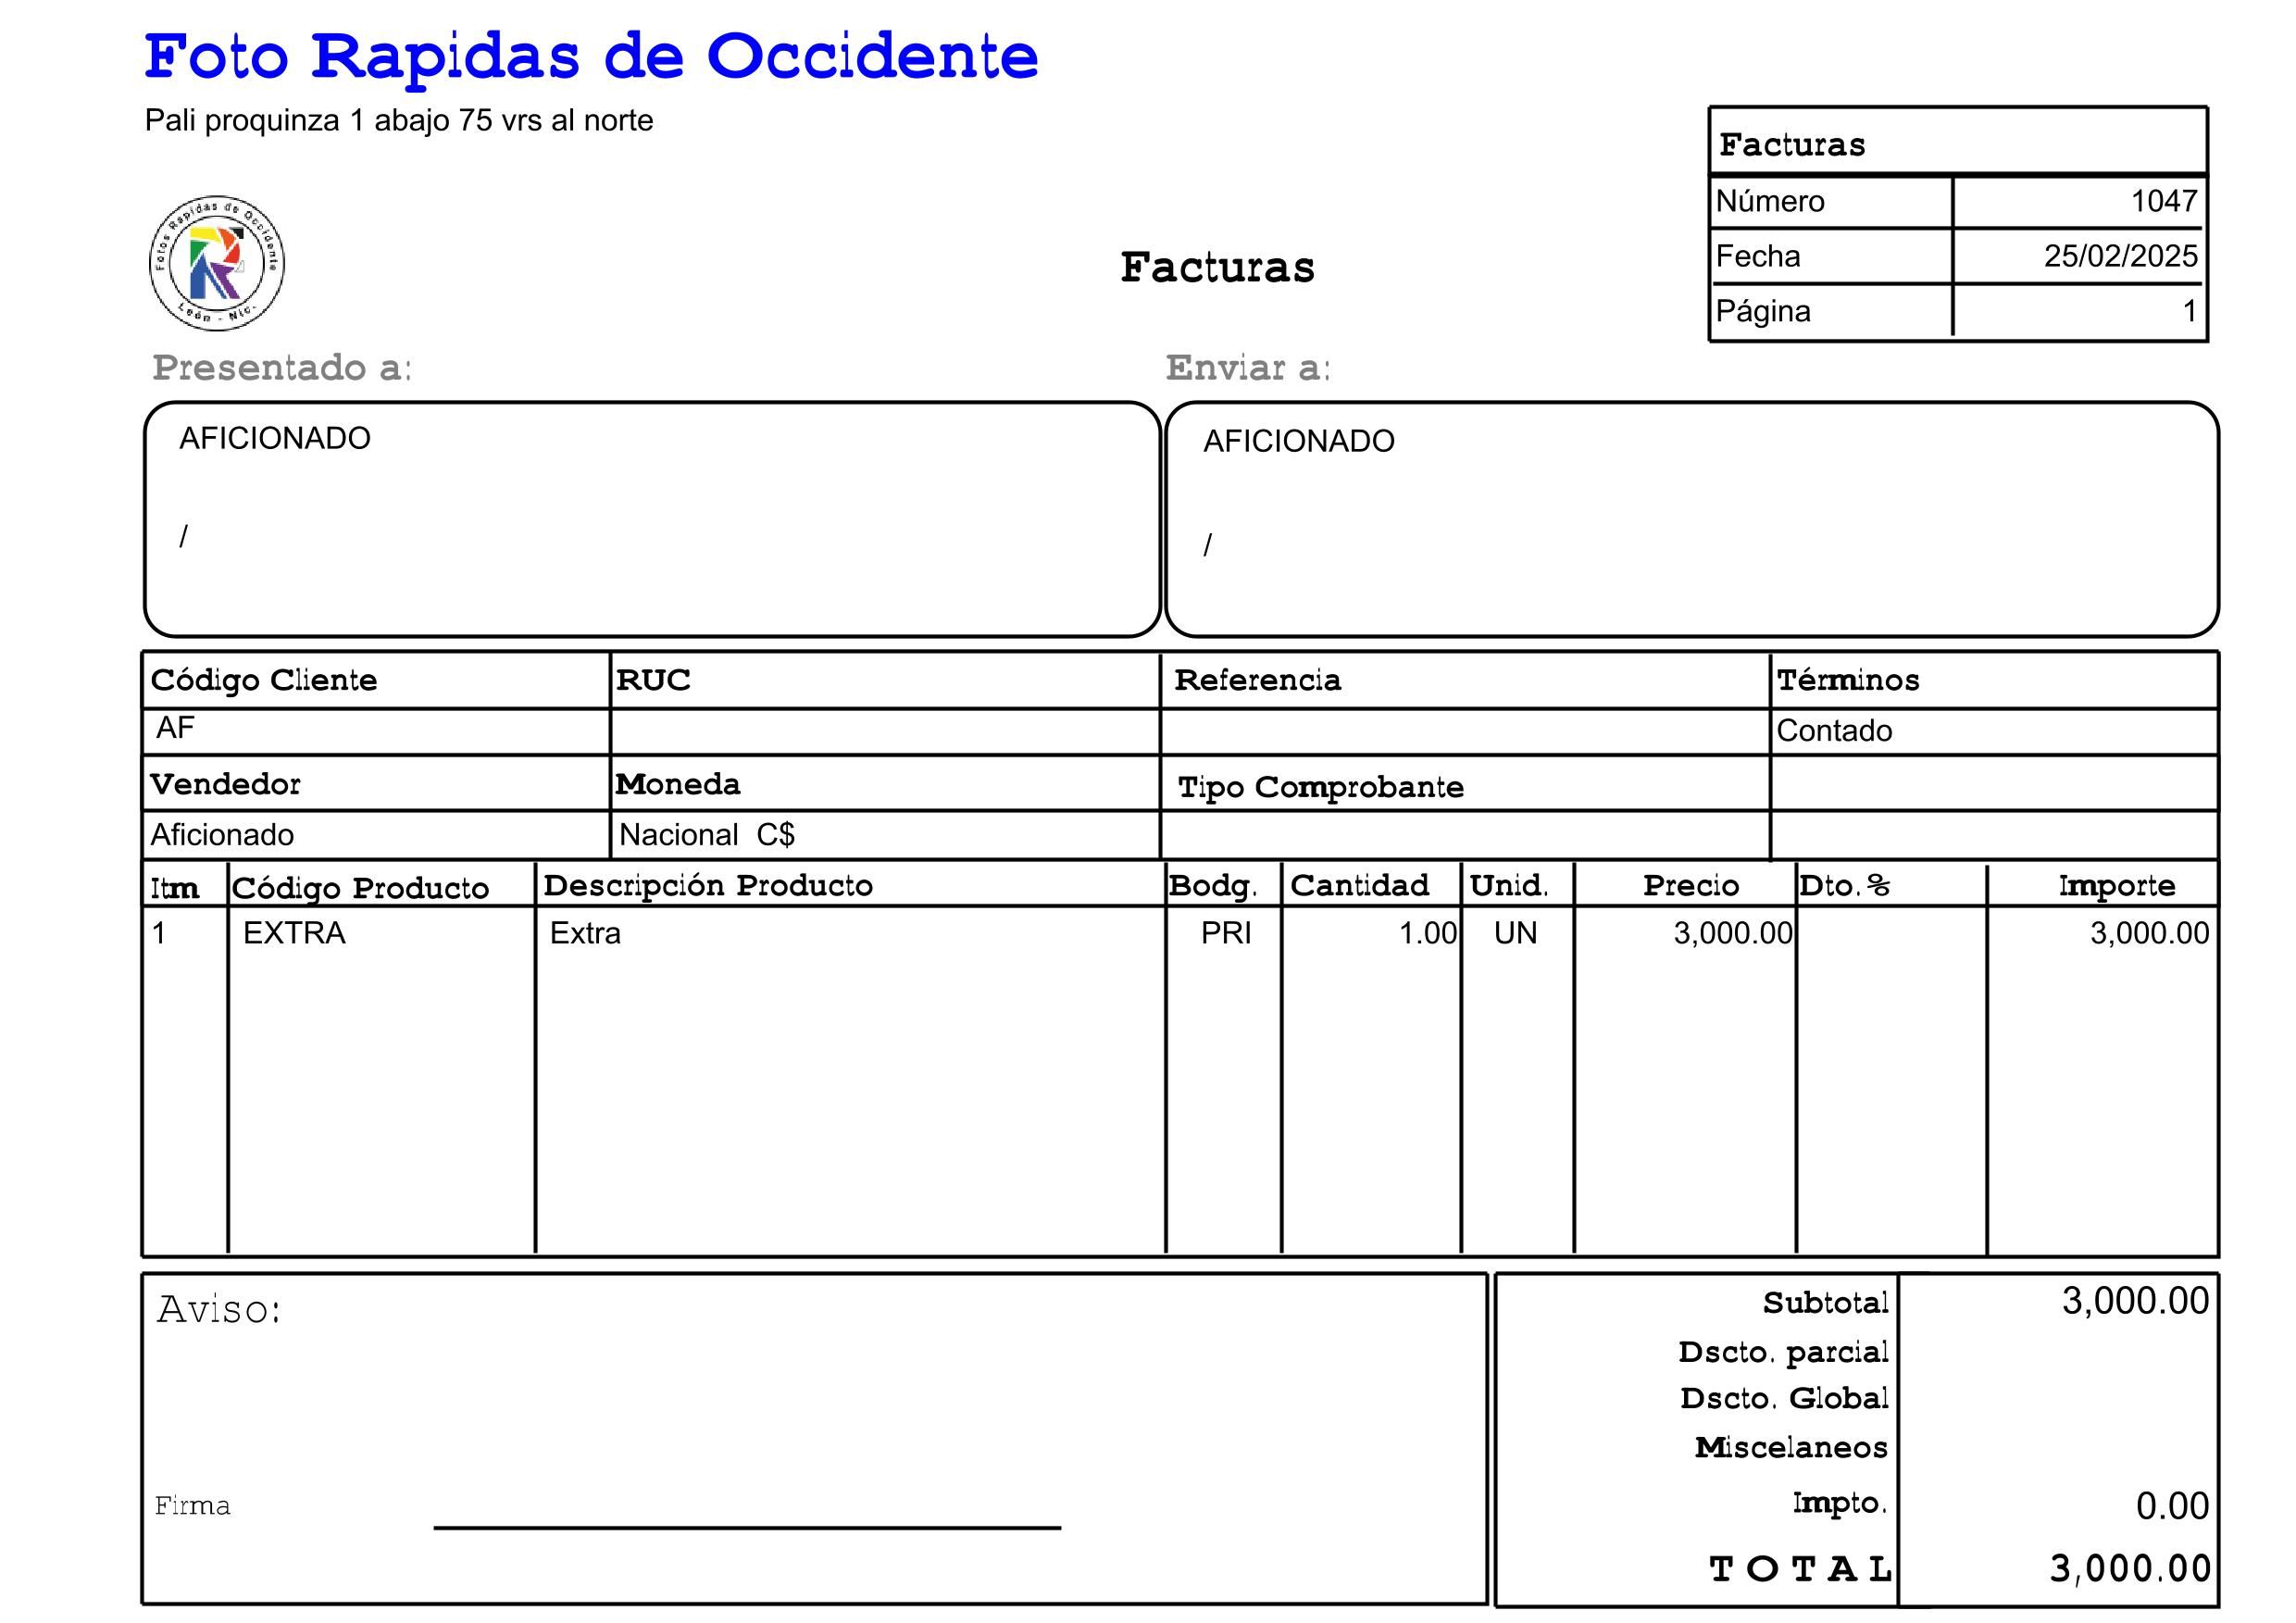 Foto Rapidas de Occidente
Pali proquinza 1 abajo 75 vrs al norte
Facturas
Número 1047
Fecha 25/02/2025
Página 1
Fotos Rapidas de Occidente
León - Nic.
Facturas
Presentado a: Enviar a:
AFICIONADO AFICIONADO
/ /
Código Cliente RUC Referencia Términos
AF Contado
Vendedor Moneda Tipo Comprobante
Aficionado Nacional C$
Itm Código Producto Descripción Producto Bodg. Cantidad Unid. Precio Dto.% Importe
1 EXTRA Extra PRI 1.00 UN 3,000.00 3,000.00
Aviso:
Subtotal 3,000.00
Dscto. parcial
Dscto. Global
Miscelaneos
Firma
Impto. 0.00
TOTAL 3,000.00